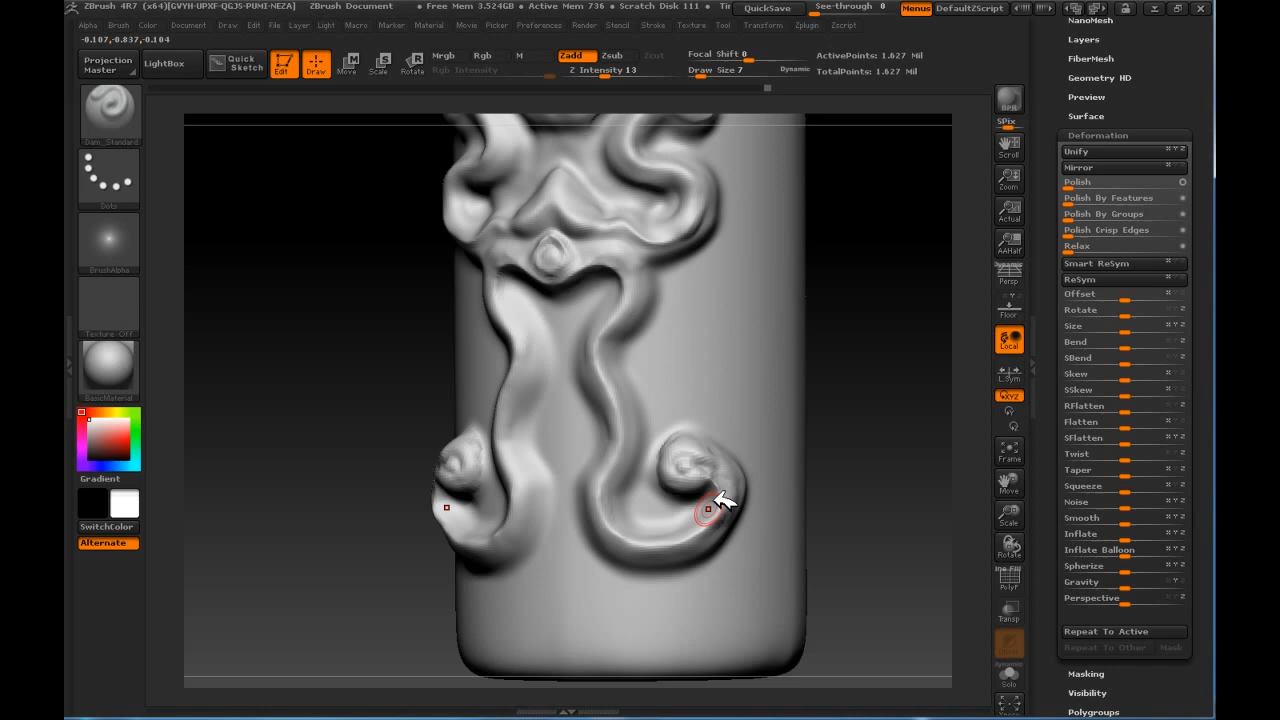 ZBrush 4R7 (x64)[GVYH-UPXF-QGJS-PUMI-NEZA] ZBrush Document • Free Mem 3.524GB • Active Mem 736 • Scratch Disk 111 • QuickSave See-through 0 Menus DefaultZScript
Alpha Brush Color Document Draw Edit File Layer Light Macro Marker Material Movie Picker Preferences Render Stencil Stroke Texture Tool Transform Zplugin Zscript
-0.107,-0.837,-0.104
Projection Master
LightBox
Quick Sketch
Edit
Draw
Move
Scale
Rotate
Mrgb Rgb M
Rgb Intensity
Zadd Zsub Zcut
Z Intensity 13
Focal Shift 0
Draw Size 7 Dynamic
ActivePoints: 1.027 Mil
TotalPoints: 1.027 Mil
Dam_Standard
Dots
BrushAlpha
Texture Off
BasicMaterial
Gradient
SwitchColor
Alternate
BPR
SPix
Scroll
Zoom
Actual
AAHalf
Dynamic
Persp
Floor
Local
L.Sym
XYZ
Frame
Move
Scale
Rotate
PolyF
Transp
Dynamic
Solo
NanoMesh
Layers
FiberMesh
Geometry HD
Preview
Surface
Deformation
Unify
Mirror
Polish
Polish By Features
Polish By Groups
Polish Crisp Edges
Relax
Smart ReSym
ReSym
Offset
Rotate
Size
Bend
SBend
Skew
SSkew
RFlatten
Flatten
SFlatten
Twist
Taper
Squeeze
Noise
Smooth
Inflate
Inflate Balloon
Spherize
Gravity
Perspective
Repeat To Active
Repeat To Other Mask
Masking
Visibility
Polygroups